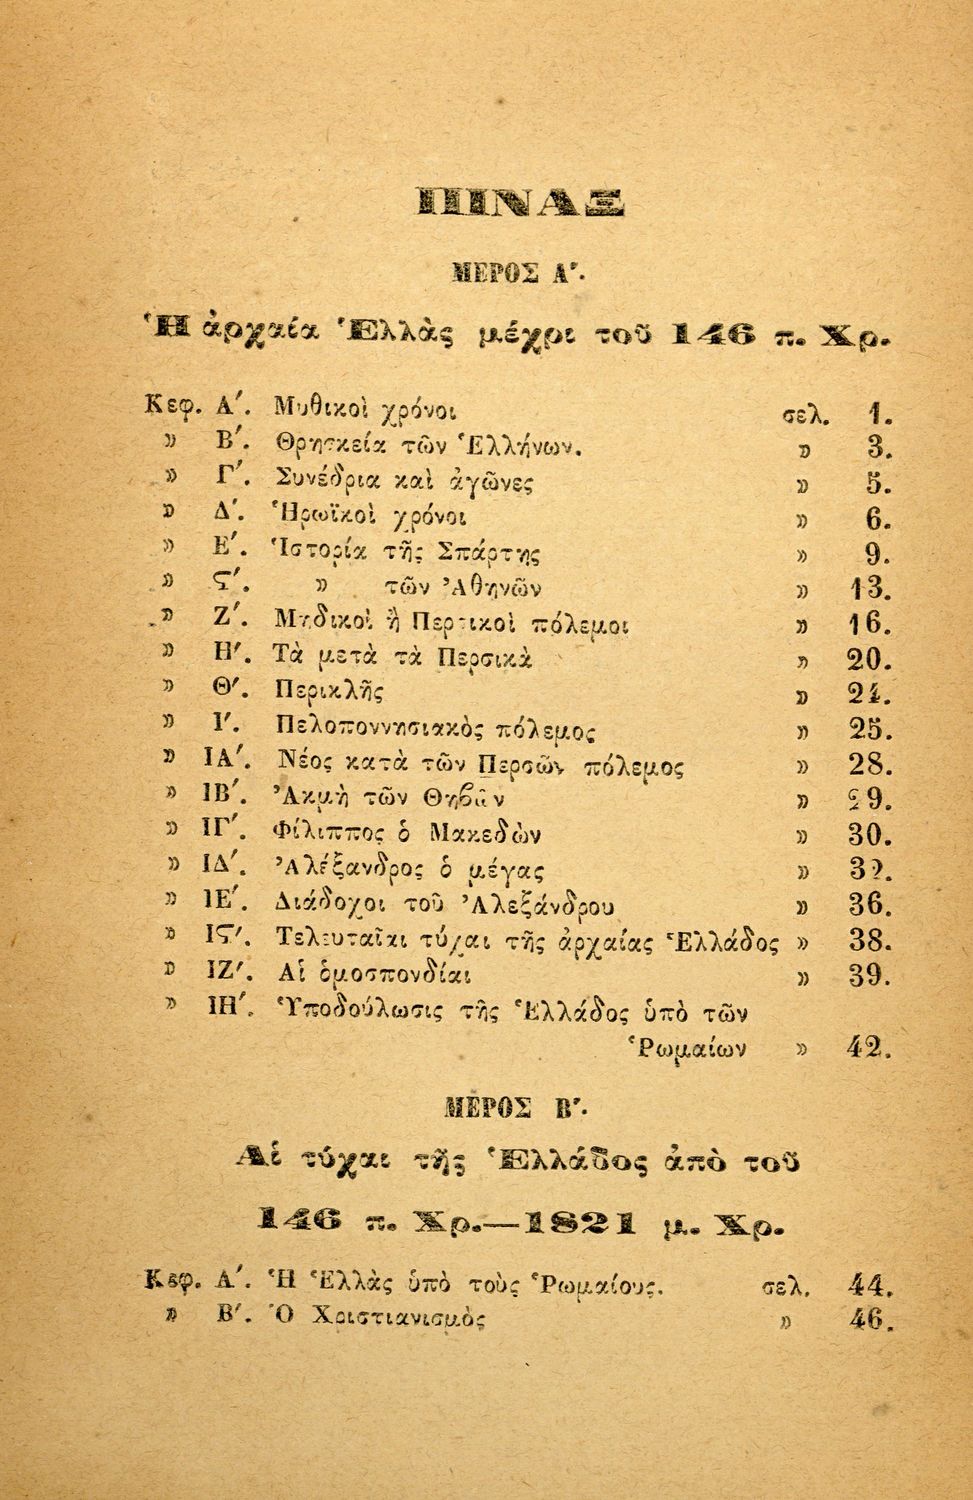 ΠΙΝΑΞ
ΜΕΡΟΣ Α΄.
Ἡ ἀρχαία Ἑλλὰς μέχρι τοῦ 146 π. Χρ.
Κεφ. Α΄. Μυθικοὶ χρόνοι σελ. 1.
» Β΄. Θρησκεία τῶν Ἑλλήνων. » 3.
» Γ΄. Συνέδρια καὶ ἀγῶνες » 5.
» Δ΄. Ἡρωϊκοὶ χρόνοι » 6.
» Ε΄. Ἱστορία τῆς Σπάρτης » 9.
» Ϛ΄. » τῶν Ἀθηνῶν » 13.
» Ζ΄. Μηδικοὶ ἢ Περσικοὶ πόλεμοι » 16.
» Η΄. Τὰ μετὰ τὰ Περσικὰ » 20.
» Θ΄. Περικλῆς » 24.
» Ι΄. Πελοποννησιακὸς πόλεμος » 25.
» ΙΑ΄. Νέος κατὰ τῶν Περσῶν πόλεμος » 28.
» ΙΒ΄. Ἀκμὴ τῶν Θηβῶν » 29.
» ΙΓ΄. Φίλιππος ὁ Μακεδὼν » 30.
» ΙΔ΄. Ἀλέξανδρος ὁ μέγας » 32.
» ΙΕ΄. Διάδοχοι τοῦ Ἀλεξάνδρου » 36.
» ΙϚ΄. Τελευταῖαι τύχαι τῆς ἀρχαίας Ἑλλάδος » 38.
» ΙΖ΄. Αἱ ὁμοσπονδίαι » 39.
» ΙΗ΄. Ὑποδούλωσις τῆς Ἑλλάδος ὑπὸ τῶν
Ῥωμαίων » 42.
ΜΕΡΟΣ Β΄.
Αἱ τύχαι τῆς Ἑλλάδος ἀπὸ τοῦ
146 π. Χρ.—1821 μ. Χρ.
Κεφ. Α΄. Ἡ Ἑλλὰς ὑπὸ τοὺς Ῥωμαίους. σελ. 44.
» Β΄. Ὁ Χριστιανισμὸς » 46.